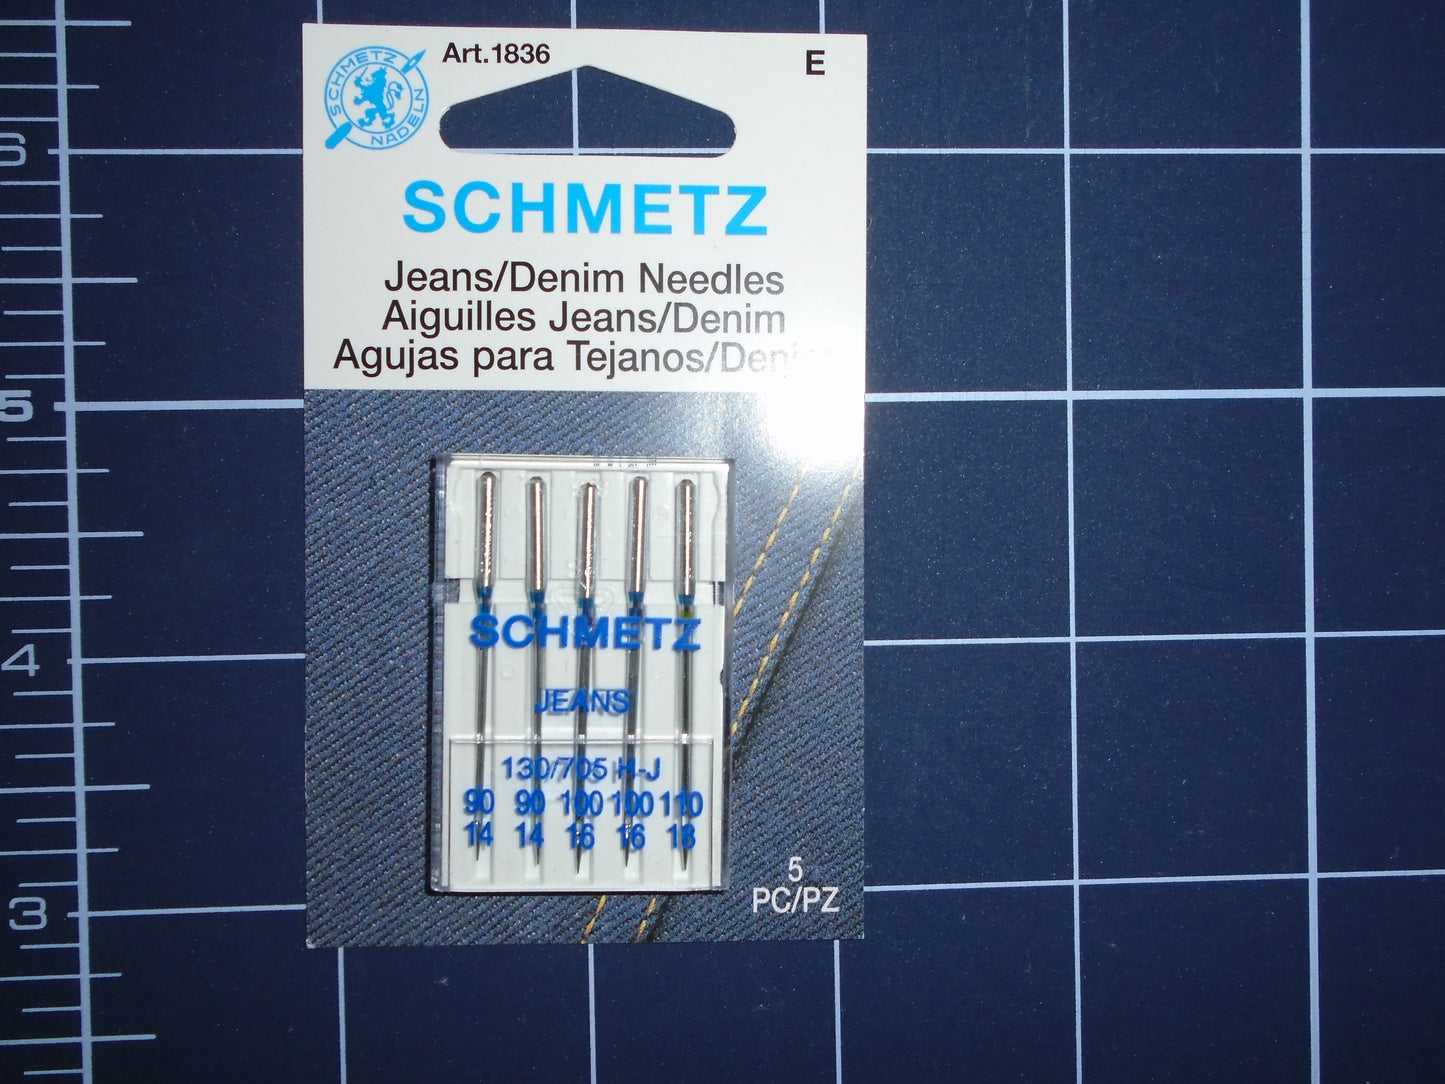 SCHMETZ NADELN
Art.1836
E
SCHMETZ
Jeans/Denim Needles
Aiguilles Jeans/Denim
Agujas para Tejanos/Denim
SCHMETZ
JEANS
130/705 H-J
90 90 100 100 110
14 14 16 16 18
5
PC/PZ
6
5
4
3